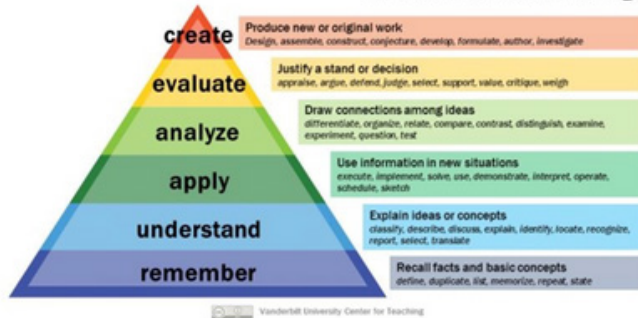 create
Produce new or original work
Design, assemble, construct, conjecture, develop, formulate, author, investigate
evaluate
Justify a stand or decision
appraise, argue, defend, judge, select, support, value, critique, weigh
analyze
Draw connections among ideas
differentiate, organize, relate, compare, contrast, distinguish, examine,
experiment, question, test
apply
Use information in new situations
execute, implement, solve, use, demonstrate, interpret, operate,
schedule, sketch
understand
Explain ideas or concepts
classify, describe, discuss, explain, identify, locate, recognize,
report, select, translate
remember
Recall facts and basic concepts
define, duplicate, list, memorize, repeat, state
Vanderbilt University Center for Teaching